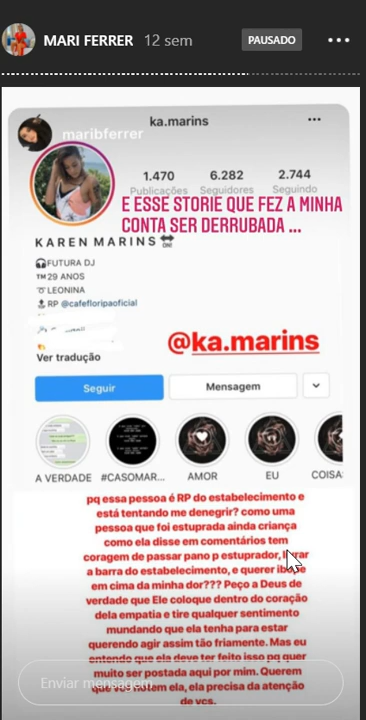 MARI FERRER 12 sem PAUSADO
ka.marins
maribferrer
1.470 6.282 2.744
Publicações Seguidores Seguindo
E ESSE STORIE QUE FEZ A MINHA
CONTA SER DERRUBADA ...
KAREN MARINS
FUTURA DJ
™29 ANOS
LEONINA
RP @cafefloripaoficial
@ka.marins
Ver tradução
Seguir Mensagem
A VERDADE #CASOMAR... AMOR EU COISA
pq essa pessoa é RP do estabelecimento e
está tentando me denegrir? como uma
pessoa que foi estuprada ainda criança
como ela disse em comentários tem
coragem de passar pano p estuprador,
a barra do estabelecimento, e querer
em cima da minha dor??? Peço a Deus de
verdade que Ele coloque dentro do coração
dela empatia e tire qualquer sentimento
mundando que ela tenha para estar
querendo agir assim tão friamente. Mas eu
entendo que ela deve ter feito isso pq quer
muito ser postada aqui por mim. Querem
que ela, ela precisa da atenção
de vcs.
Enviar mensagem